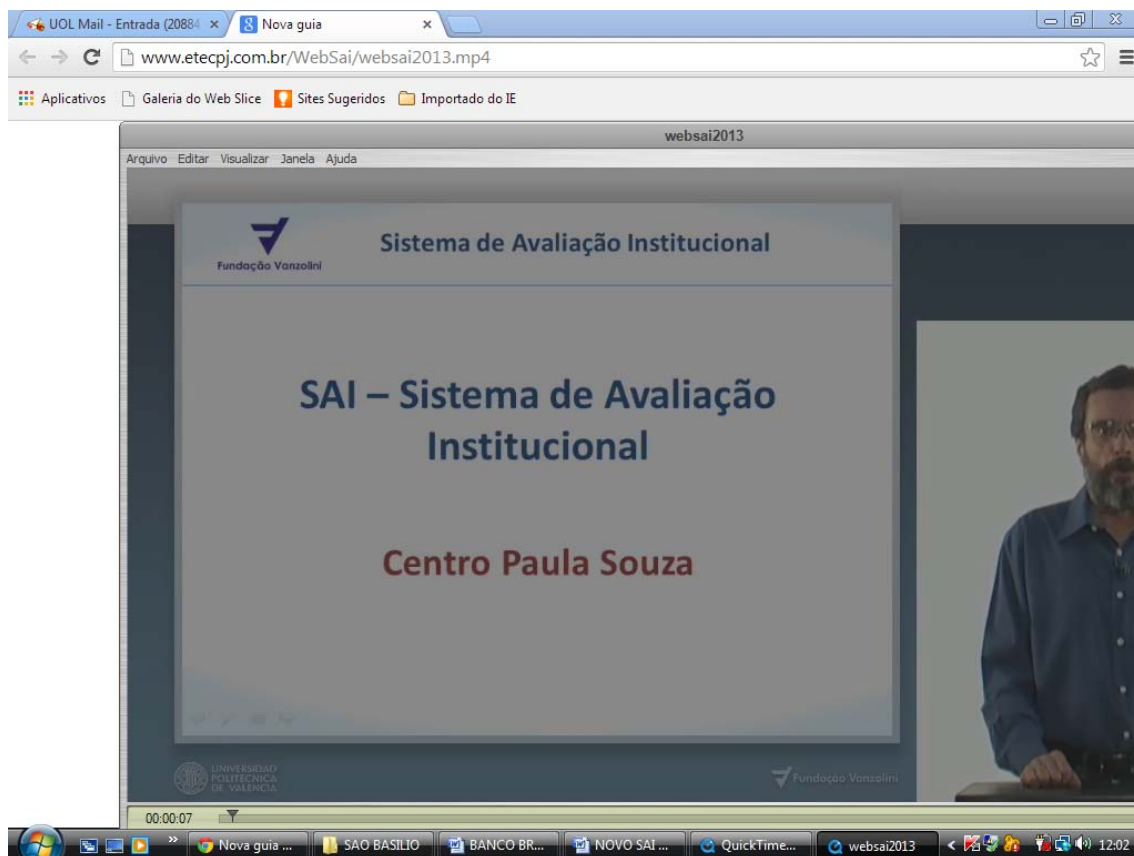 UOL Mail - Entrada (20884
Nova guia
www.etecpj.com.br/WebSai/websai2013.mp4
Aplicativos Galeria do Web Slice Sites Sugeridos Importado do IE
websai2013
Arquivo Editar Visualizar Janela Ajuda
Fundação Vanzolini
Sistema de Avaliação Institucional
SAI – Sistema de Avaliação
Institucional
Centro Paula Souza
UNIVERSIDAD
POLITECNICA
DE VALENCIA
Fundação Vanzolini
00:00:07
Nova guia ... SAO BASILIO BANCO BR... NOVO SAI ... QuickTime... websai2013 12:02